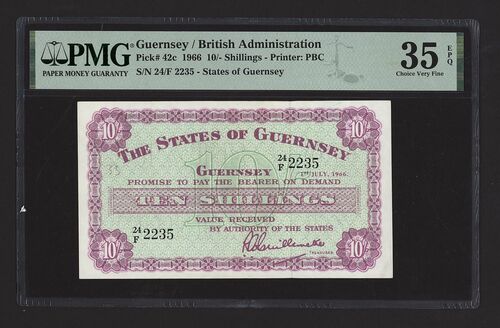 PMG
PAPER MONEY GUARANTY
Guernsey / British Administration
Pick# 42c 1966 10/- Shillings - Printer: PBC
S/N 24/F 2235 - States of Guernsey
35 EPQ
Choice Very Fine
10/-
10/-
THE STATES OF GUERNSEY
GUERNSEY
24/F 2235
1ST JULY, 1966.
PROMISE TO PAY THE BEARER ON DEMAND
10/-
TEN SHILLINGS
VALUE RECEIVED
BY AUTHORITY OF THE STATES
24/F 2235
TREASURER
10/-
10/-